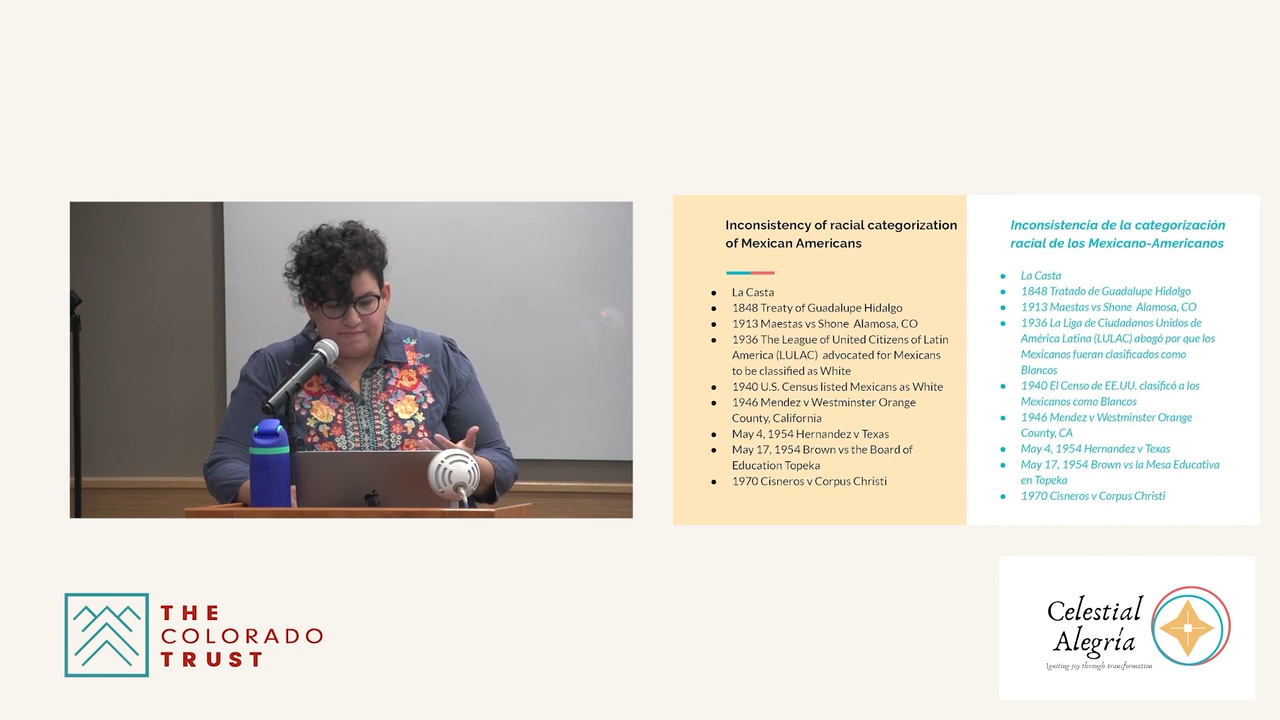 Inconsistency of racial categorization
of Mexican Americans
● La Casta
● 1848 Treaty of Guadalupe Hidalgo
● 1913 Maestas vs Shone Alamosa, CO
● 1936 The League of United Citizens of Latin
America (LULAC) advocated for Mexicans
to be classified as White
● 1940 U.S. Census listed Mexicans as White
● 1946 Mendez v Westminster Orange
County, California
● May 4, 1954 Hernandez v Texas
● May 17, 1954 Brown vs the Board of
Education Topeka
● 1970 Cisneros v Corpus Christi
Inconsistencia de la categorización
racial de los Mexicano-Americanos
● La Casta
● 1848 Tratado de Guadalupe Hidalgo
● 1913 Maestas vs Shone Alamosa, CO
● 1936 La Liga de Ciudadanos Unidos de
América Latina (LULAC) abogó por que los
Mexicanos fueran clasificados como
Blancos
● 1940 El Censo de EE.UU. clasificó a los
Mexicanos como Blancos
● 1946 Mendez v Westminster Orange
County, CA
● May 4, 1954 Hernandez v Texas
● May 17, 1954 Brown vs la Mesa Educativa
en Topeka
● 1970 Cisneros v Corpus Christi
THE
COLORADO
TRUST
Celestial
Alegría
Igniting joy through transformation